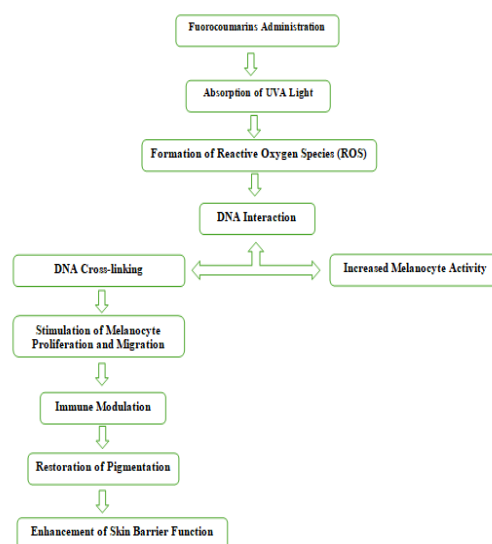 Fuorocoumarins Administration
Absorption of UVA Light
Formation of Reactive Oxygen Species (ROS)
DNA Interaction
DNA Cross-linking
Increased Melanocyte Activity
Stimulation of Melanocyte
Proliferation and Migration
Immune Modulation
Restoration of Pigmentation
Enhancement of Skin Barrier Function